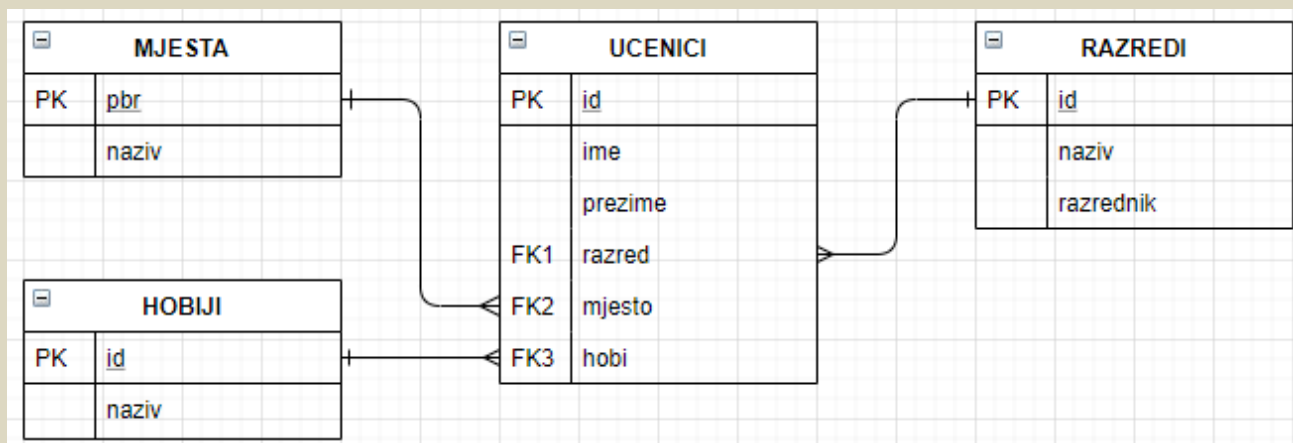 MJESTA
PK pbr
naziv
UCENICI
PK id
ime
prezime
FK1 razred
FK2 mjesto
FK3 hobi
RAZREDI
PK id
naziv
razrednik
HOBIJI
PK id
naziv